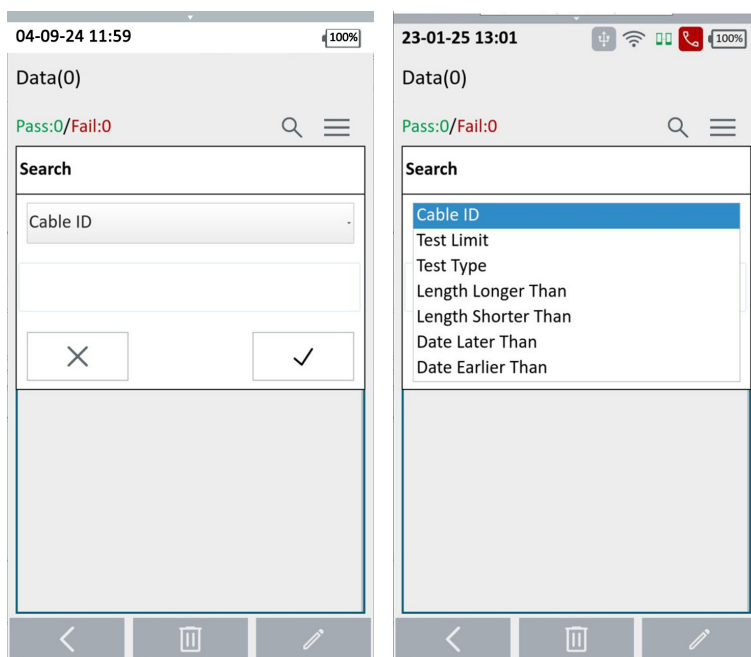 04-09-24 11:59
100%
Data(0)
Pass:0/Fail:0
Search
Cable ID
23-01-25 13:01
100%
Data(0)
Pass:0/Fail:0
Search
Cable ID
Test Limit
Test Type
Length Longer Than
Length Shorter Than
Date Later Than
Date Earlier Than